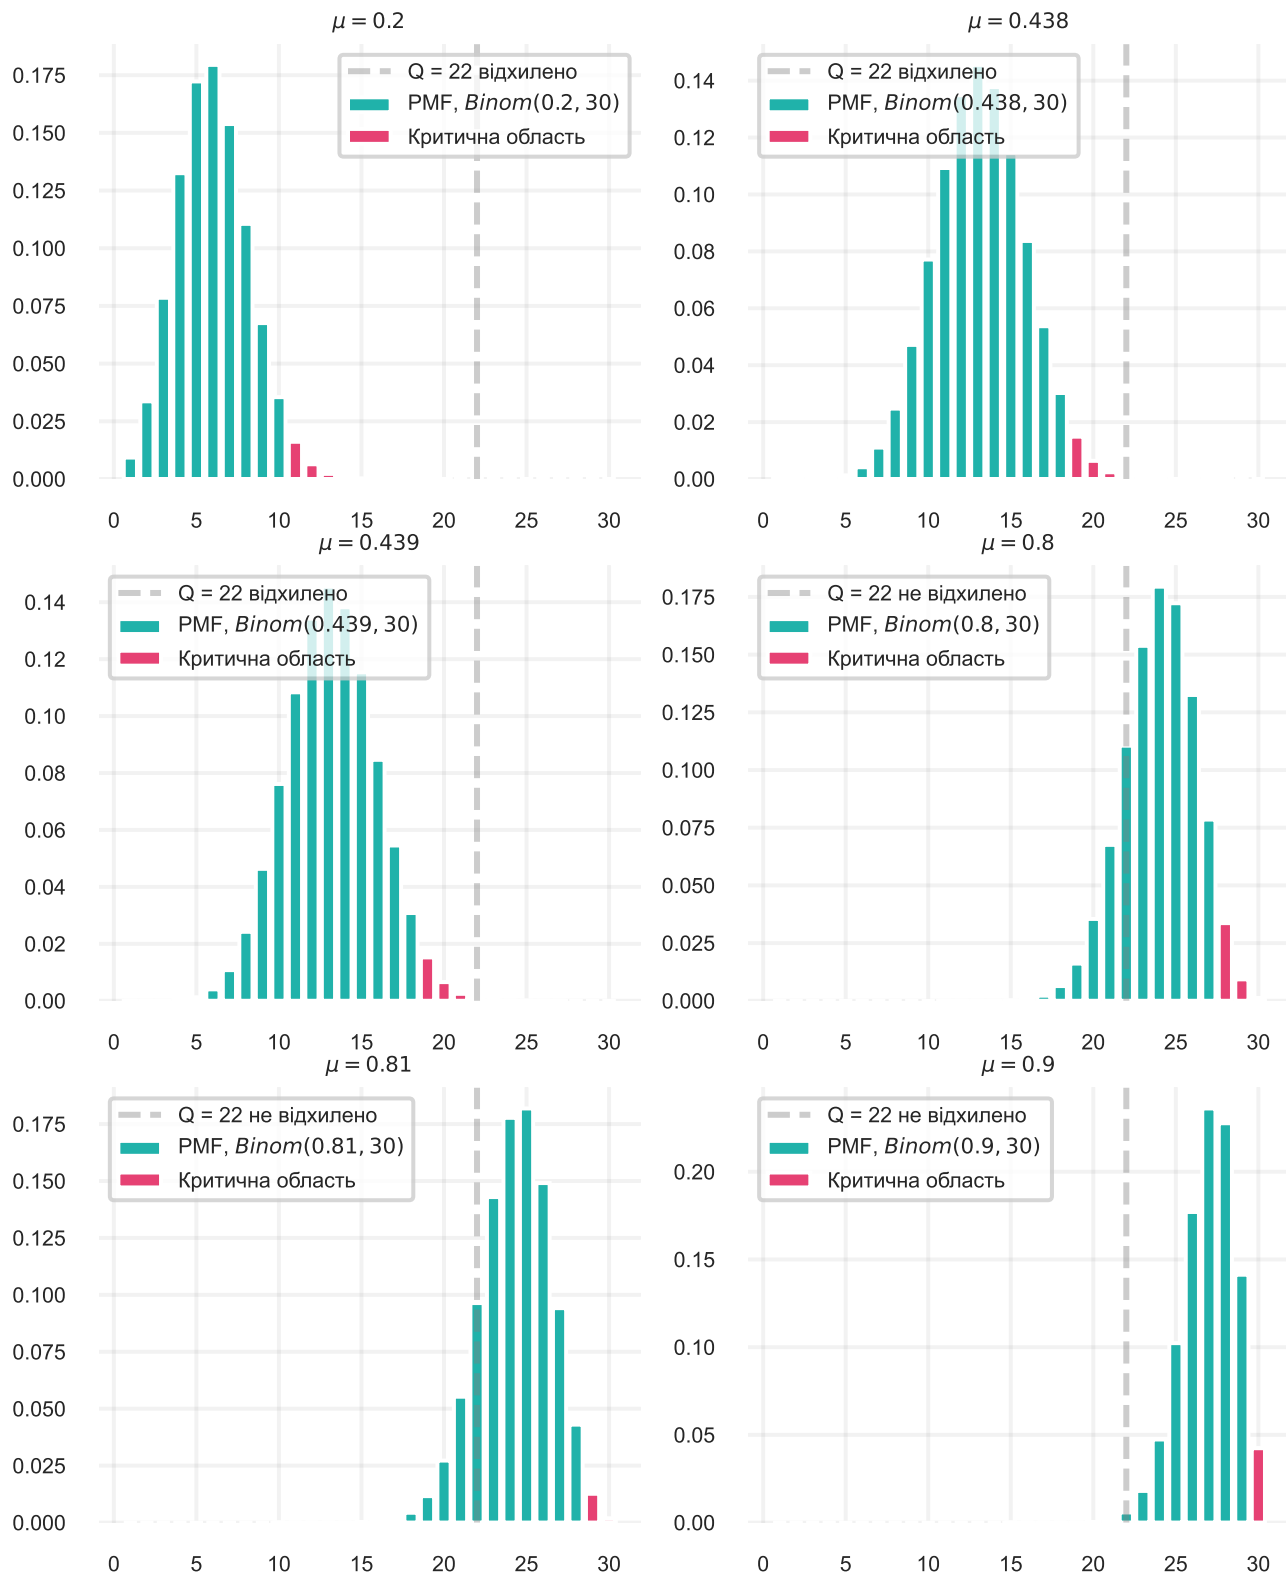 μ = 0.2
Q = 22 відхилено
PMF, Binom(0.2, 30)
Критична область
0.175
0.150
0.125
0.100
0.075
0.050
0.025
0.000
0 5 10 15 20 25 30
μ = 0.438
Q = 22 відхилено
PMF, Binom(0.438, 30)
Критична область
0.14
0.12
0.10
0.08
0.06
0.04
0.02
0.00
0 5 10 15 20 25 30
μ = 0.439
Q = 22 відхилено
PMF, Binom(0.439, 30)
Критична область
0.14
0.12
0.10
0.08
0.06
0.04
0.02
0.00
0 5 10 15 20 25 30
μ = 0.8
Q = 22 не відхилено
PMF, Binom(0.8, 30)
Критична область
0.175
0.150
0.125
0.100
0.075
0.050
0.025
0.000
0 5 10 15 20 25 30
μ = 0.81
Q = 22 не відхилено
PMF, Binom(0.81, 30)
Критична область
0.175
0.150
0.125
0.100
0.075
0.050
0.025
0.000
0 5 10 15 20 25 30
μ = 0.9
Q = 22 не відхилено
PMF, Binom(0.9, 30)
Критична область
0.20
0.15
0.10
0.05
0.00
0 5 10 15 20 25 30